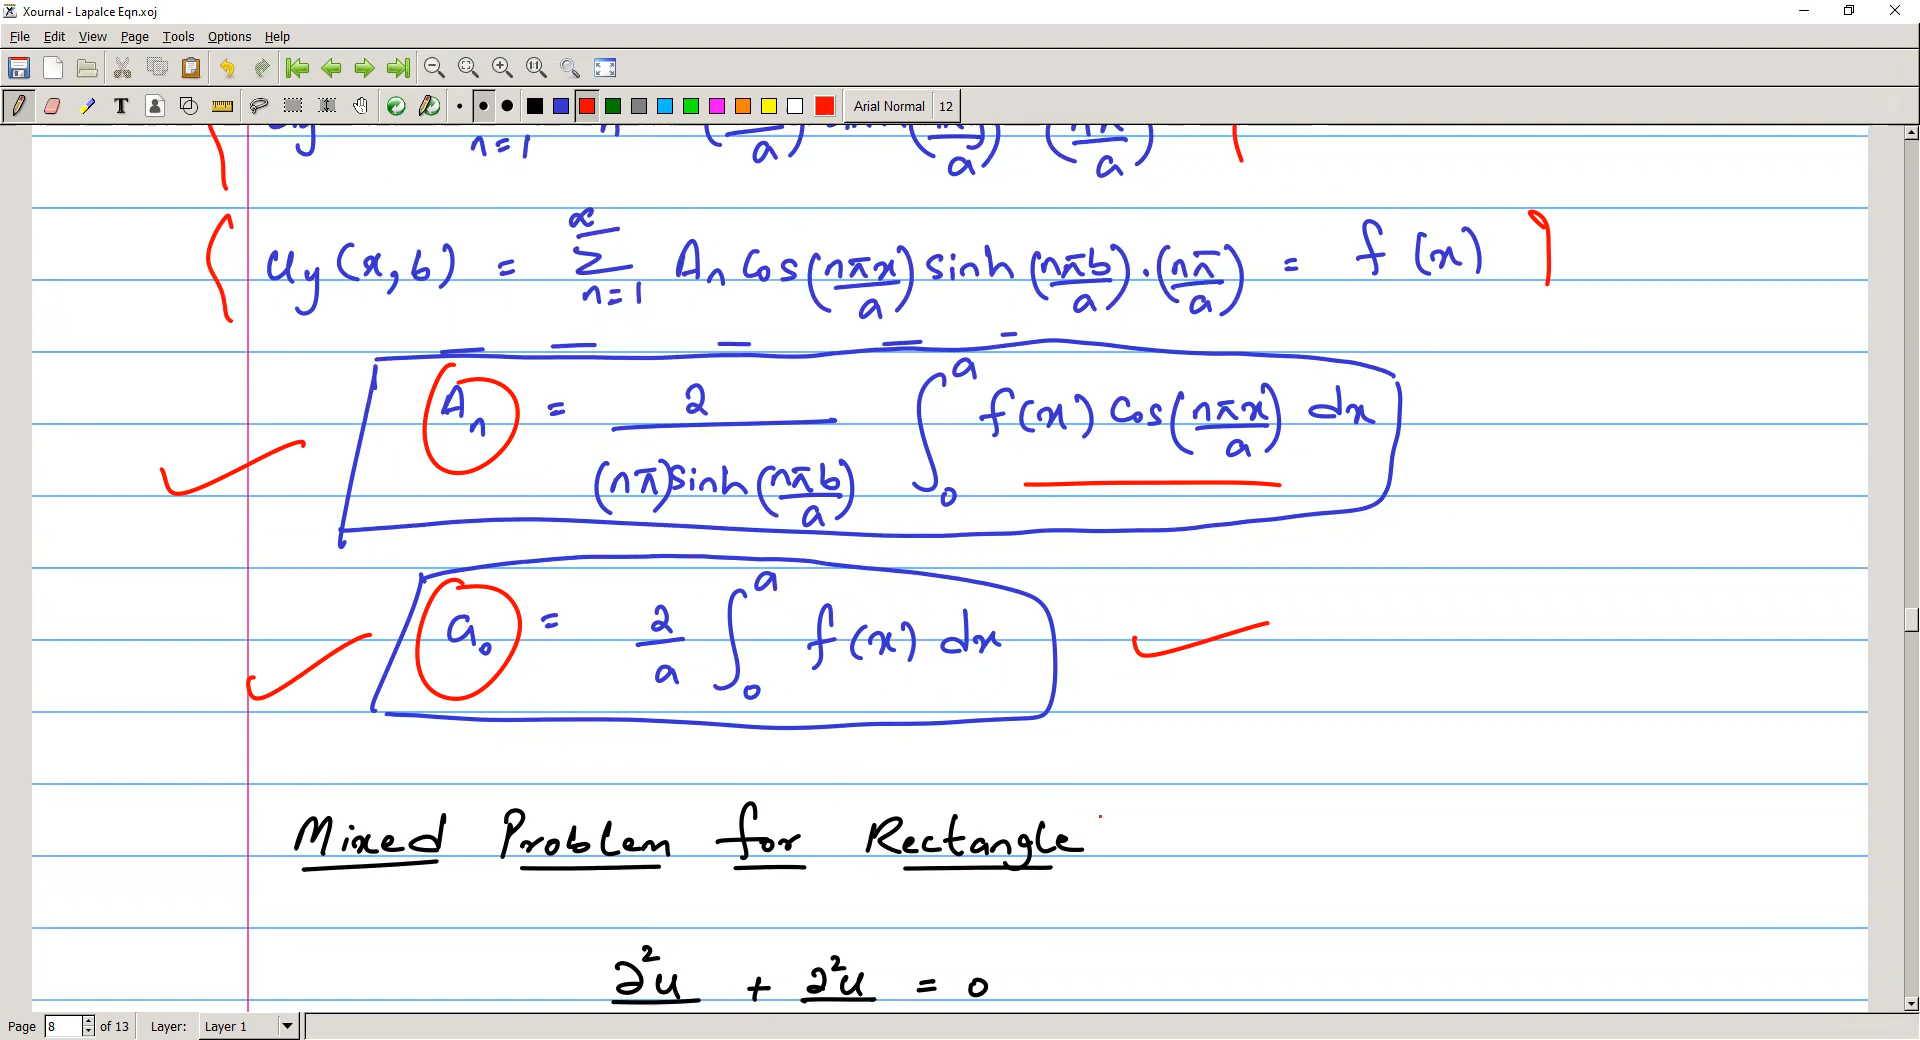 Xournal - Lapalce Eqn.xoj
File Edit View Page Tools Options Help
Arial Normal 12
n=1 a a a
u_y(x,b) = ∞ Σ n=1 A_n Cos(nπx/a) sinh(nπb/a)·(nπ/a) = f(x)
A_n = 2/((nπ)sinh(nπb/a)) ∫_0^a f(x) Cos(nπx/a) dx
a_0 = 2/a ∫_0^a f(x) dx
Mixed Problem for Rectangle
∂²u + ∂²u = 0
Page 8 of 13 Layer: Layer 1